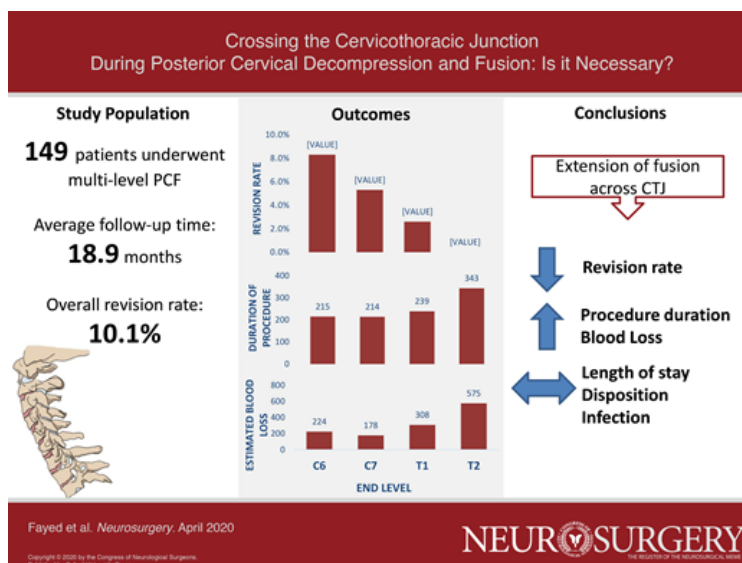 Crossing the Cervicothoracic Junction
During Posterior Cervical Decompression and Fusion: Is it Necessary?
Study Population
149 patients underwent
multi-level PCF
Average follow-up time:
18.9 months
Overall revision rate:
10.1%
Outcomes
REVISION RATE
10.0%
8.0%
6.0%
4.0%
2.0%
0.0%
[VALUE]
[VALUE]
[VALUE]
[VALUE]
DURATION OF
PROCEDURE
400
300
200
100
0
215
214
239
343
ESTIMATED BLOOD
LOSS
800
600
400
200
0
224
178
308
575
C6
C7
T1
T2
END LEVEL
Conclusions
Extension of fusion
across CTJ
Revision rate
Procedure duration
Blood Loss
Length of stay
Disposition
Infection
Fayed et al. Neurosurgery. April 2020
Copyright © 2020 by the Congress of Neurological Surgeons.
NEUROSURGERY
THE REGISTER OF THE NEUROSURGICAL MEME